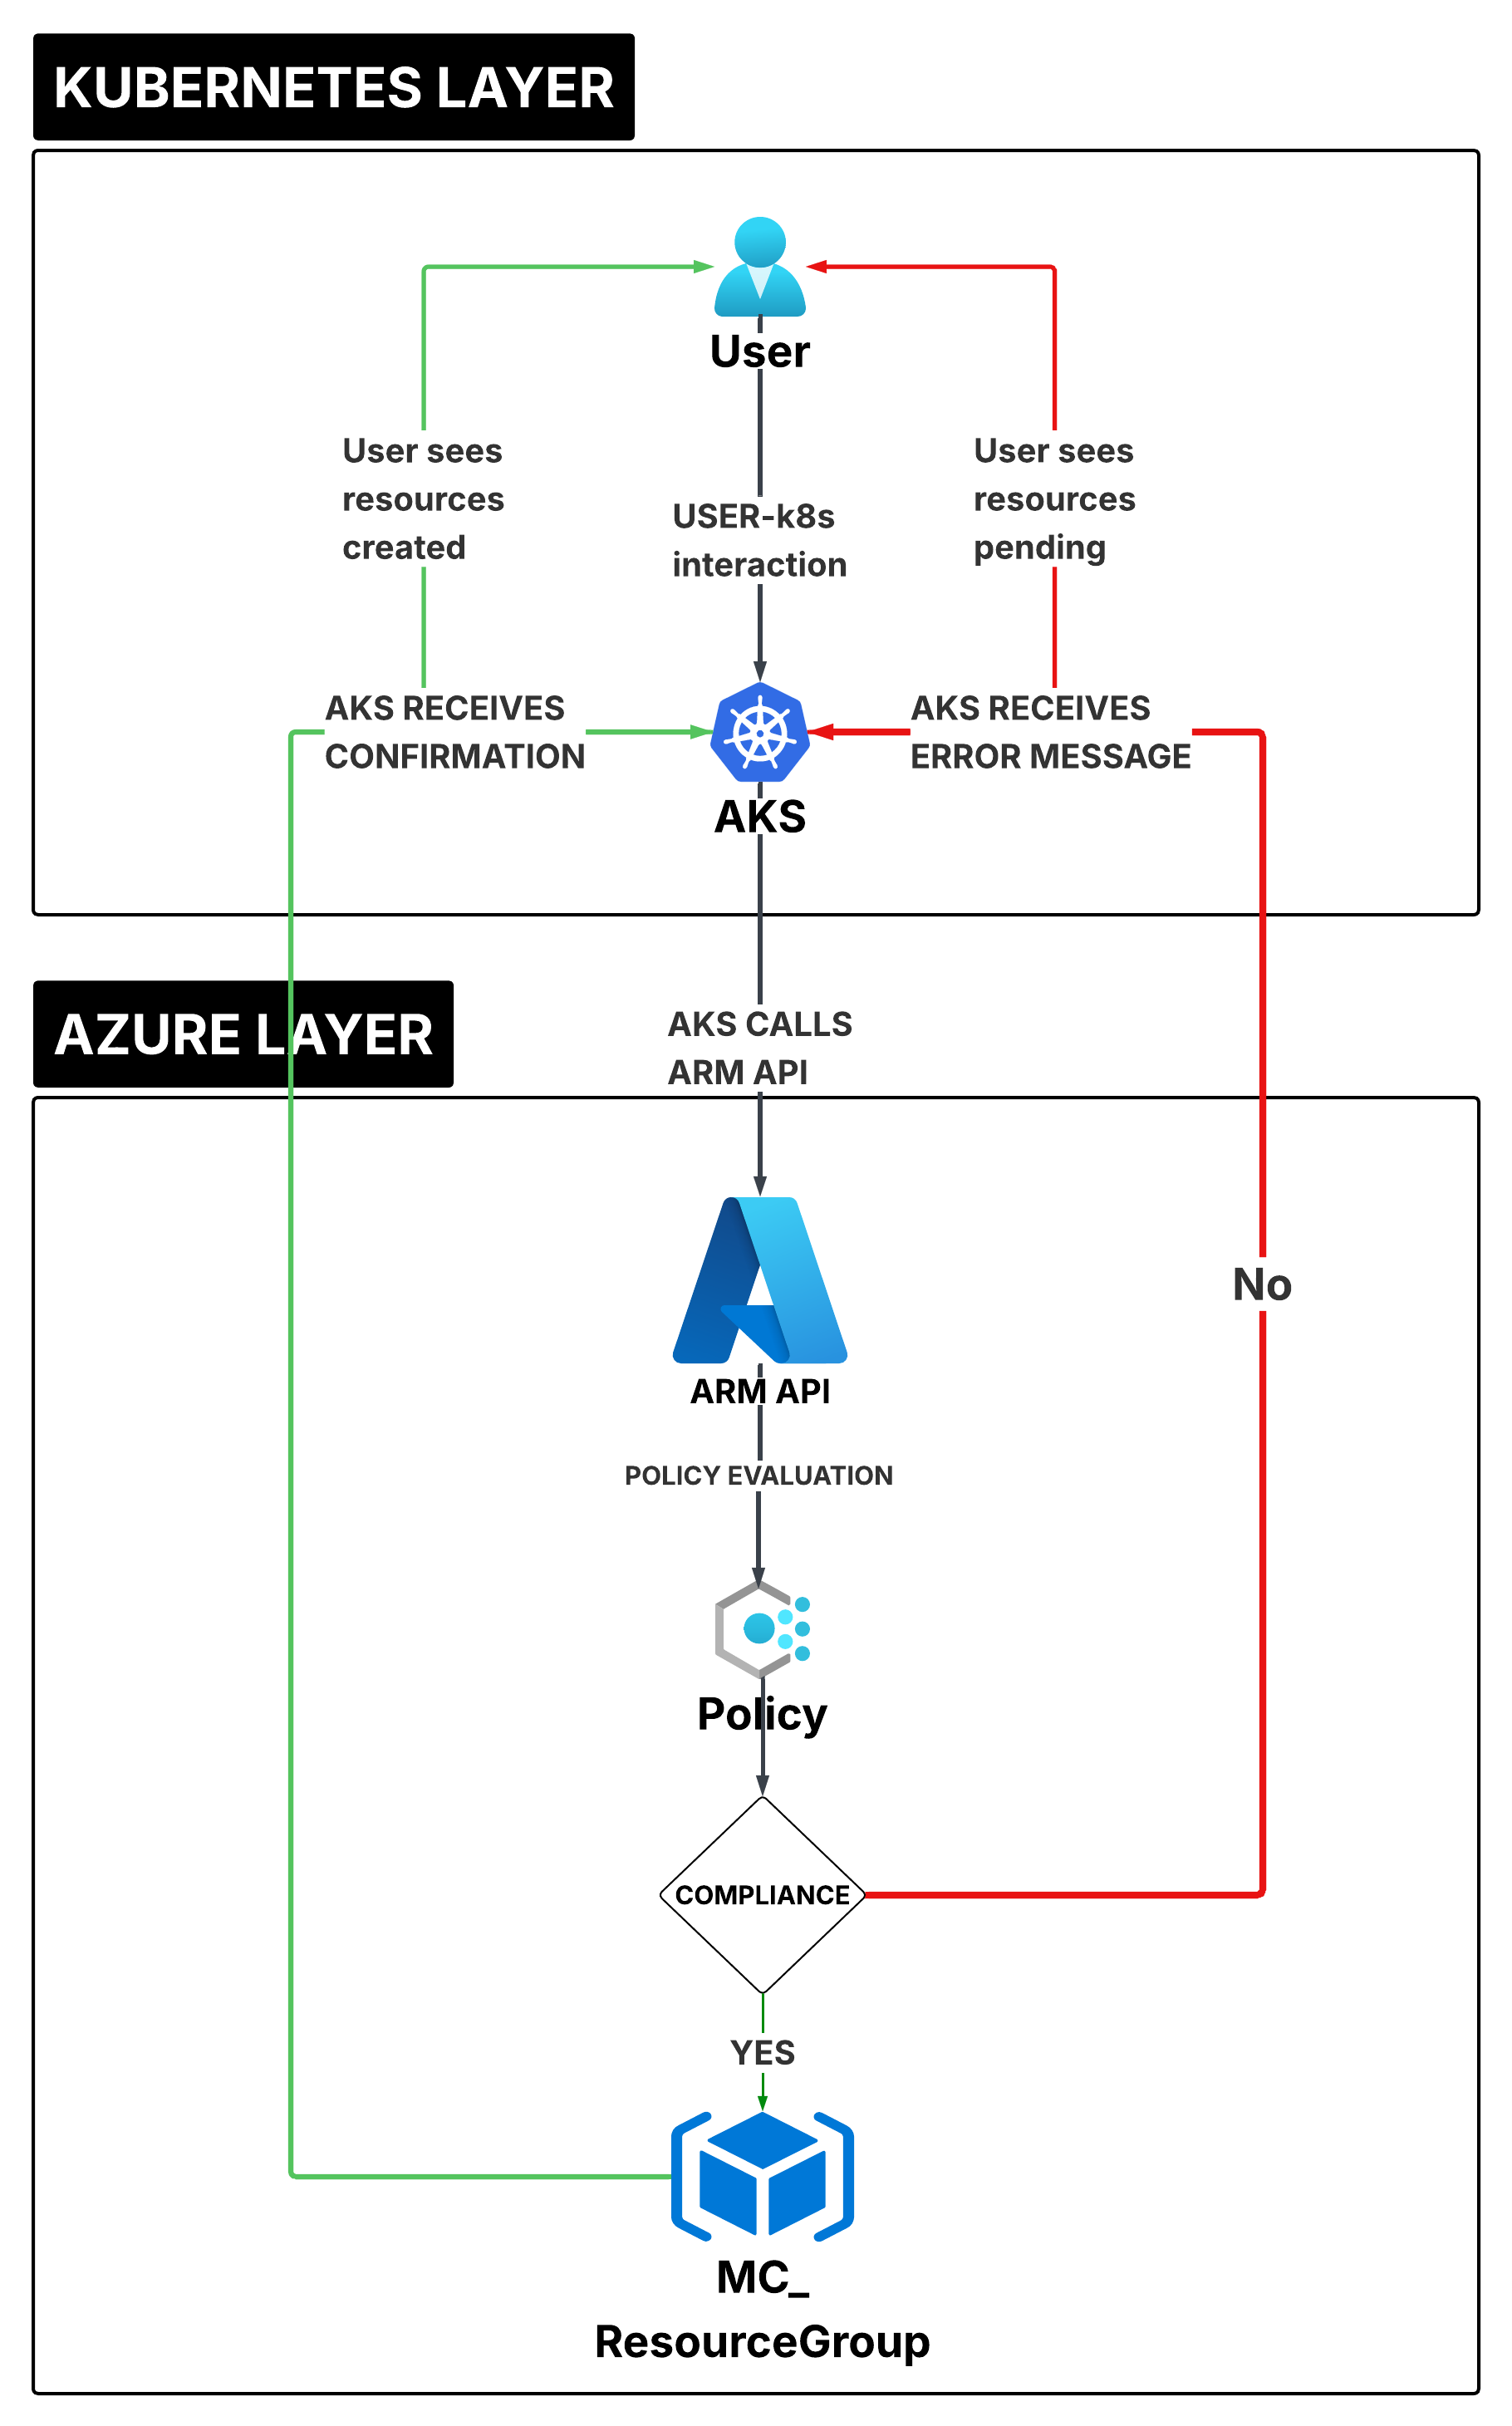 KUBERNETES LAYER
User
User sees
resources
created
USER-k8s
interaction
User sees
resources
pending
AKS RECEIVES
CONFIRMATION
AKS RECEIVES
ERROR MESSAGE
AKS
AZURE LAYER
AKS CALLS
ARM API
No
ARM API
POLICY EVALUATION
Policy
COMPLIANCE
YES
MC_
ResourceGroup